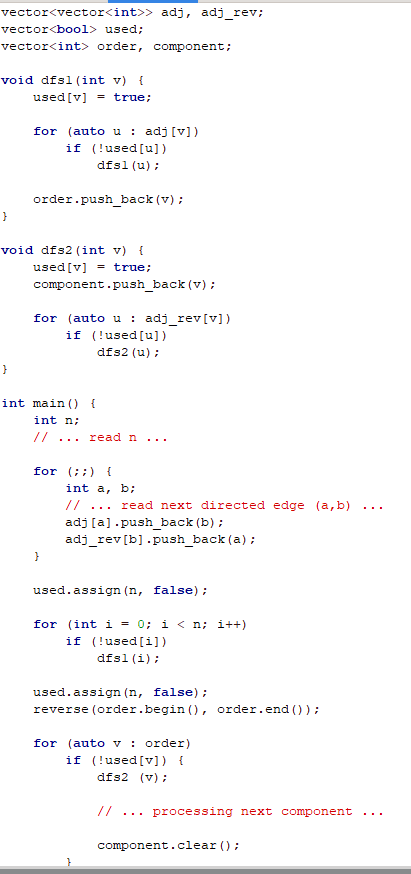 vector<vector<int>> adj, adj_rev;
vector<bool> used;
vector<int> order, component;
void dfs1(int v) {
    used[v] = true;
    for (auto u : adj[v])
        if (!used[u])
            dfs1(u);
    order.push_back(v);
}
void dfs2(int v) {
    used[v] = true;
    component.push_back(v);
    for (auto u : adj_rev[v])
        if (!used[u])
            dfs2(u);
}
int main() {
    int n;
    // ... read n ...
    for (;;) {
        int a, b;
        // ... read next directed edge (a,b) ...
        adj[a].push_back(b);
        adj_rev[b].push_back(a);
    }
    used.assign(n, false);
    for (int i = 0; i < n; i++)
        if (!used[i])
            dfs1(i);
    used.assign(n, false);
    reverse(order.begin(), order.end());
    for (auto v : order)
        if (!used[v]) {
            dfs2 (v);
            // ... processing next component ...
            component.clear();
        }